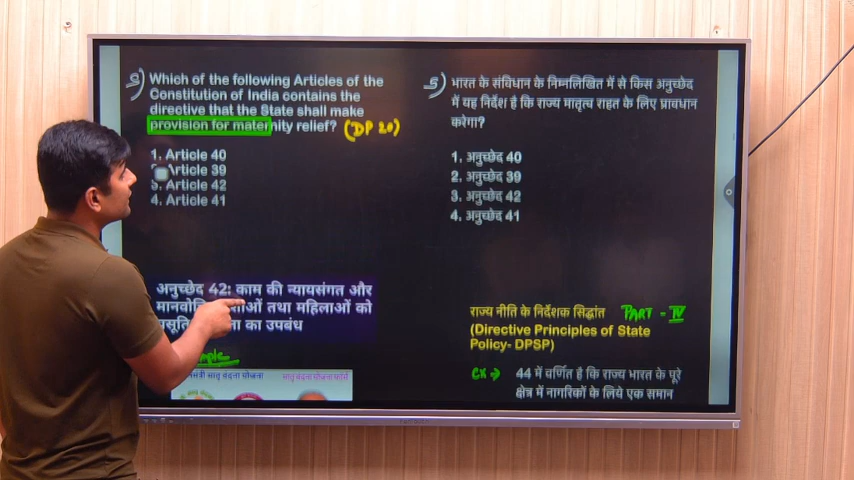 Which of the following Articles of the
Constitution of India contains the
directive that the State shall make
provision for maternity relief? (DP 20)
1. Article 40
Article 39
3. Article 42
4. Article 41
अनुच्छेद 42: काम की न्यायसंगत और
तथा महिलाओं को
का उपबंध
5) भारत के संविधान के निम्नलिखित में से किस अनुच्छेद
में यह निर्देश है कि राज्य मातृत्व राहत के लिए प्रावधान
करेगा?
1. अनुच्छेद 40
2. अनुच्छेद 39
3. अनुच्छेद 42
4. अनुच्छेद 41
राज्य नीति के निर्देशक सिद्धांत PART - IV
(Directive Principles of State
Policy- DPSP)
44 में वर्णित है कि राज्य भारत के पूरे
क्षेत्र में नागरिकों के लिये एक समान